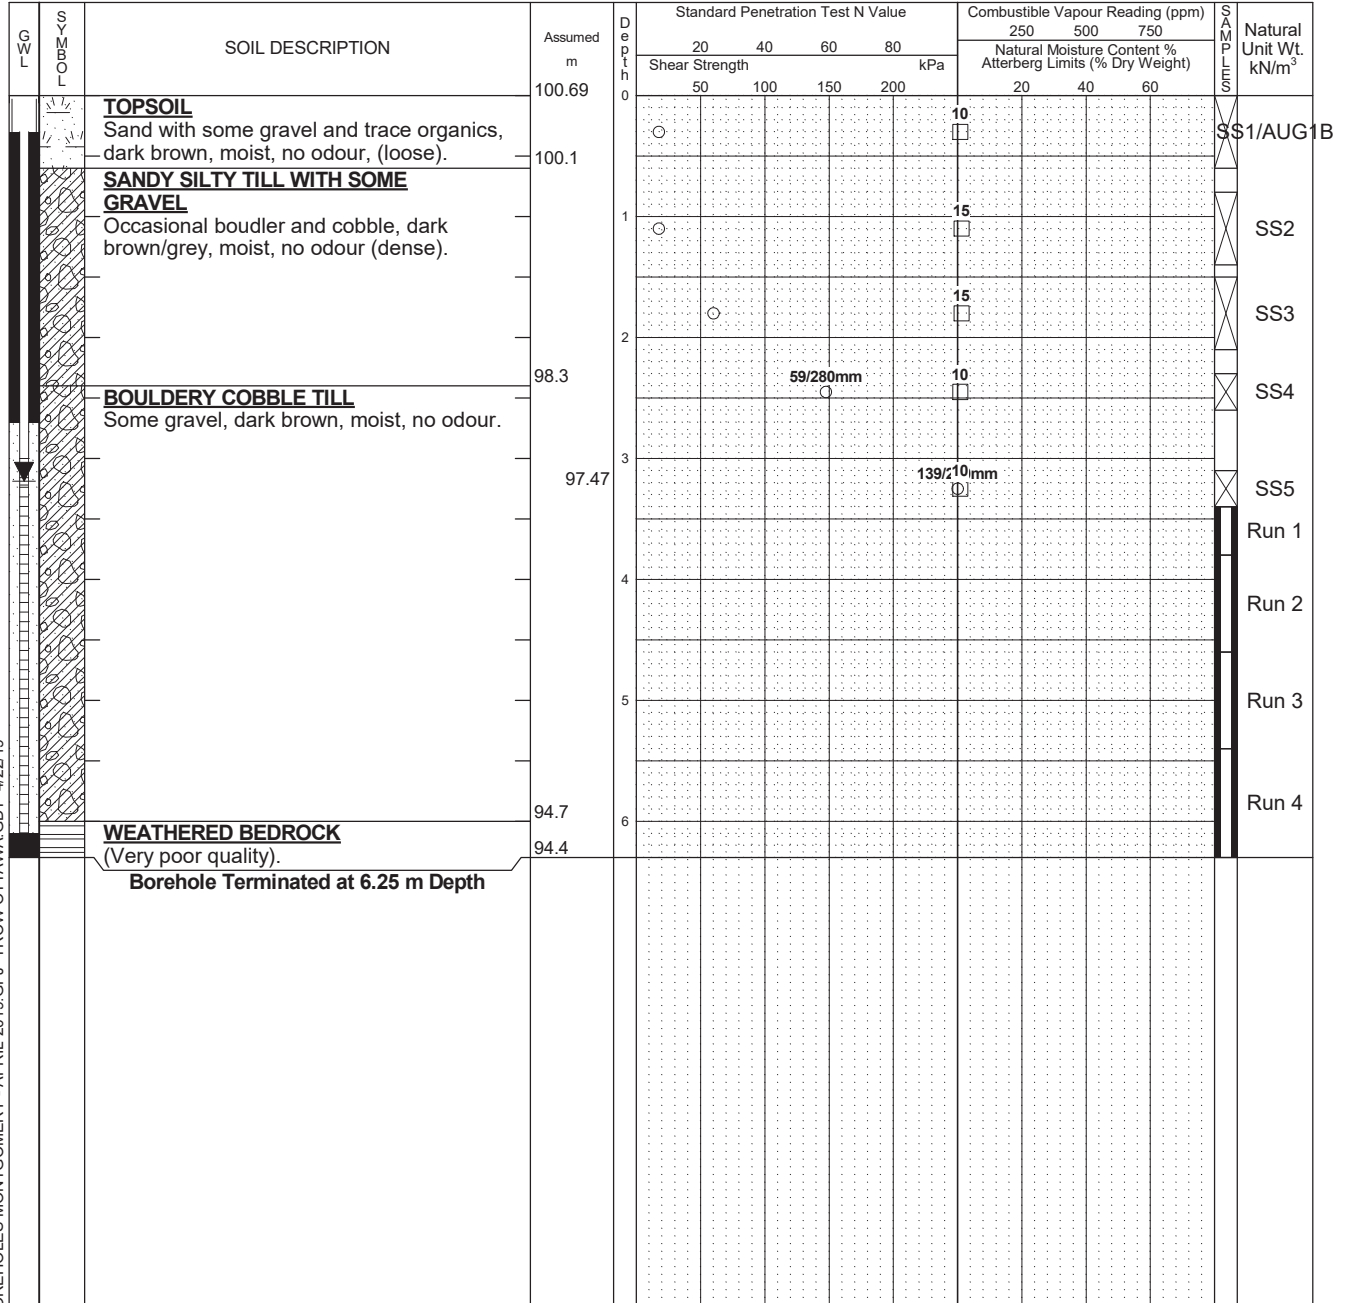 GWL
SYMBOL
SOIL DESCRIPTION
Assumed
m
100.69
Depth
Standard Penetration Test N Value
20 40 60 80
Shear Strength kPa
50 100 150 200
Combustible Vapour Reading (ppm)
250 500 750
Natural Moisture Content %
Atterberg Limits (% Dry Weight)
20 40 60
SAMPLES
Natural
Unit Wt.
kN/m³
0
TOPSOIL
Sand with some gravel and trace organics,
dark brown, moist, no odour, (loose).
100.1
10
SS1/AUG1B
SANDY SILTY TILL WITH SOME
GRAVEL
Occasional boudler and cobble, dark
brown/grey, moist, no odour (dense).
1
15
SS2
15
SS3
2
98.3
59/280mm
10
SS4
BOULDERY COBBLE TILL
Some gravel, dark brown, moist, no odour.
3
97.47
10
SS5
Run 1
4
Run 2
5
Run 3
Run 4
94.7
6
WEATHERED BEDROCK
(Very poor quality).
94.4
Borehole Terminated at 6.25 m Depth